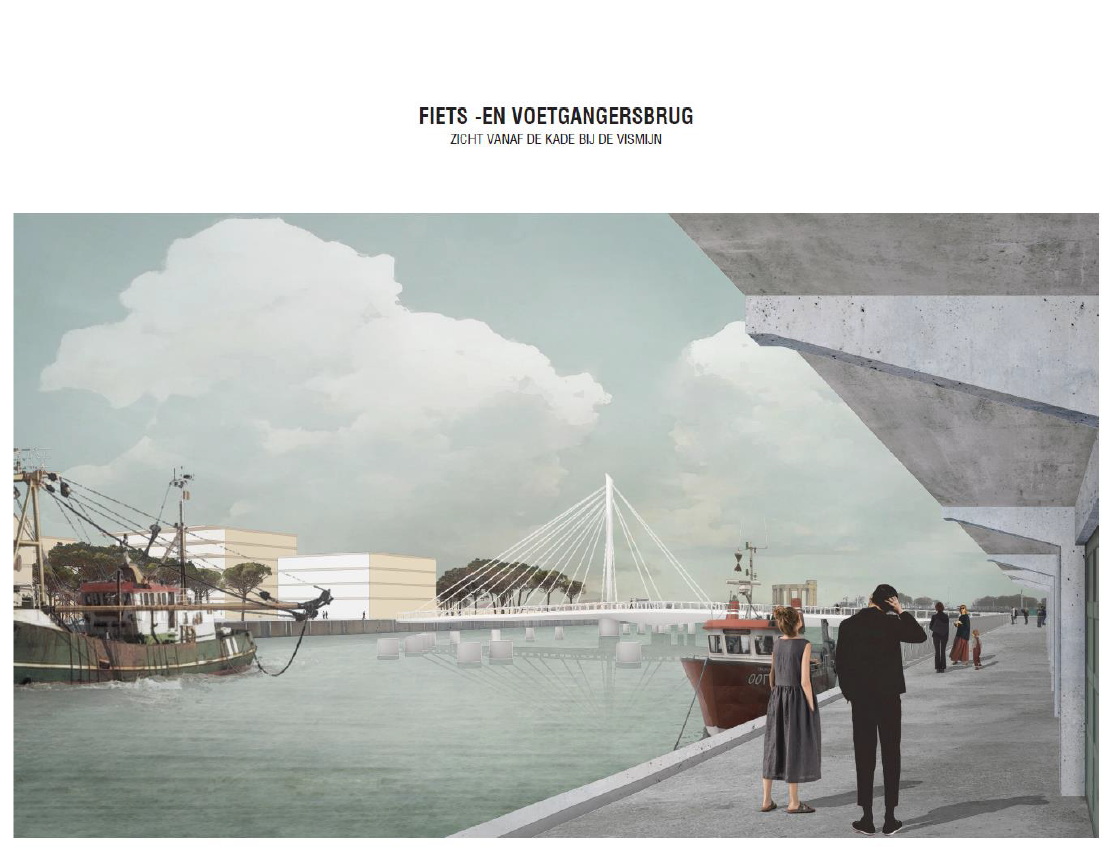 FIETS -EN VOETGANGERSBRUG
ZICHT VANAF DE KADE BIJ DE VISMIJN